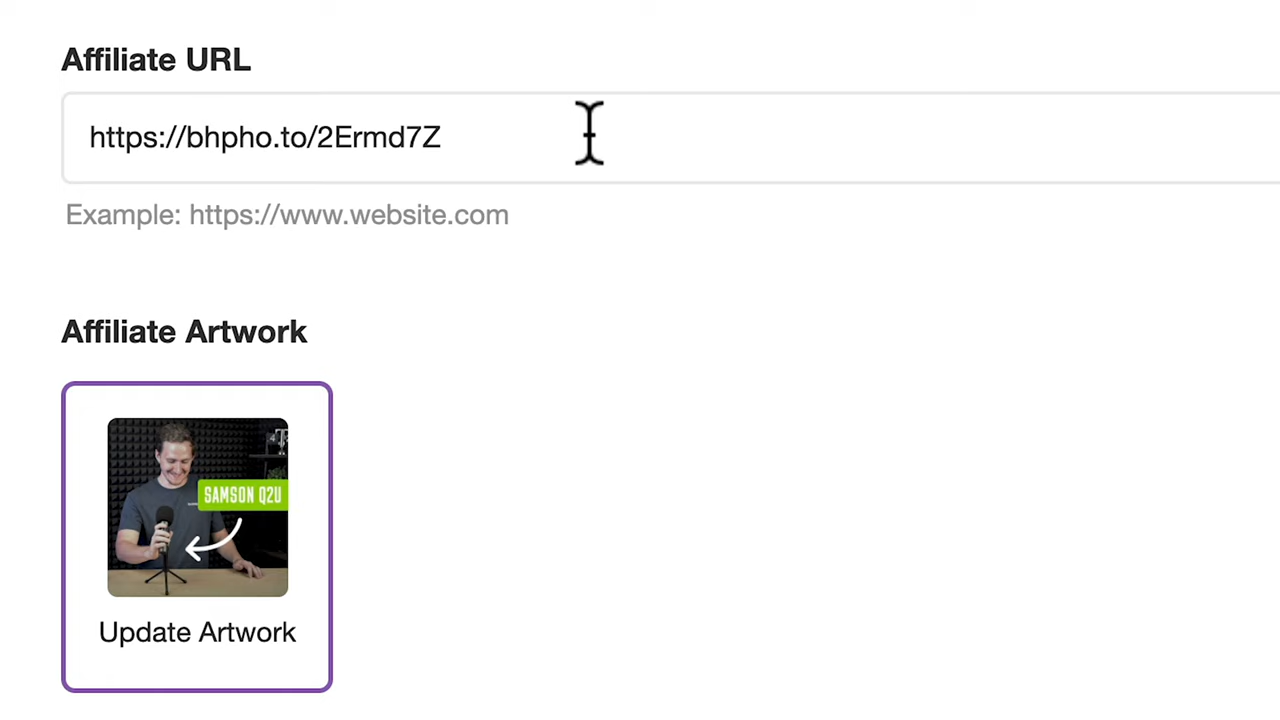 Affiliate URL
https://bhpho.to/2Ermd7Z
Example: https://www.website.com
Affiliate Artwork
SAMSON Q2U
Update Artwork